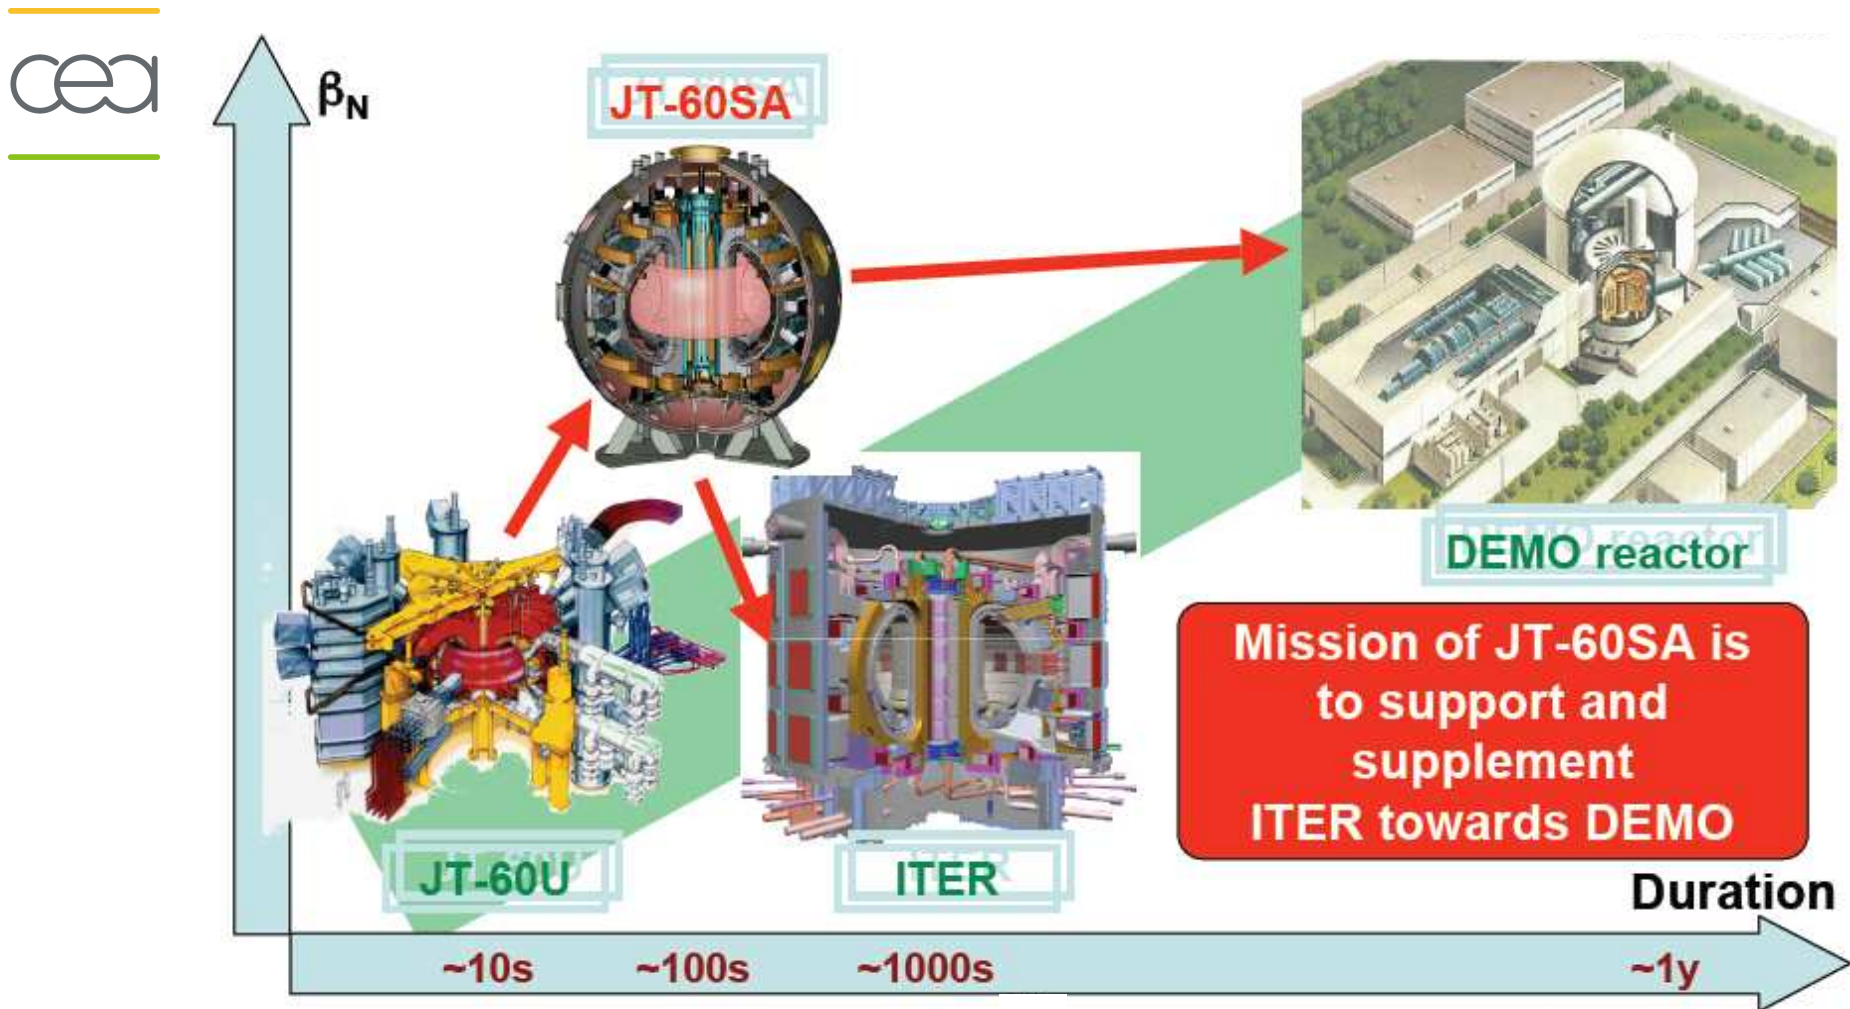 cea
βN
JT-60SA
DEMO reactor
Mission of JT-60SA is
to support and
supplement
ITER towards DEMO
JT-60U
ITER
Duration
~10s
~100s
~1000s
~1y